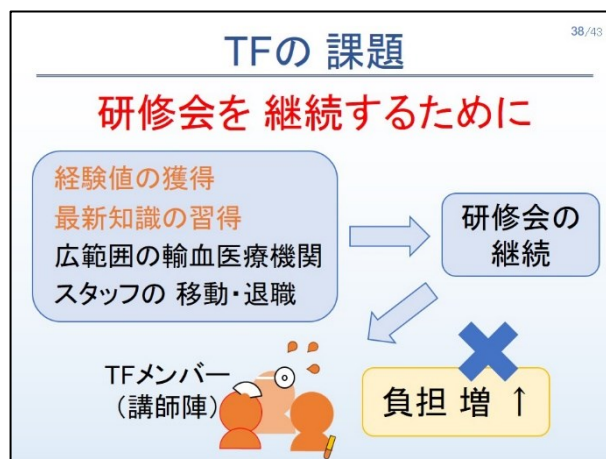 38/43
TFの 課題
研修会を 継続するために
経験値の獲得
最新知識の習得
広範囲の輸血医療機関
スタッフの 移動・退職
研修会の
継続
TFメンバー
(講師陣)
負担 増 ↑